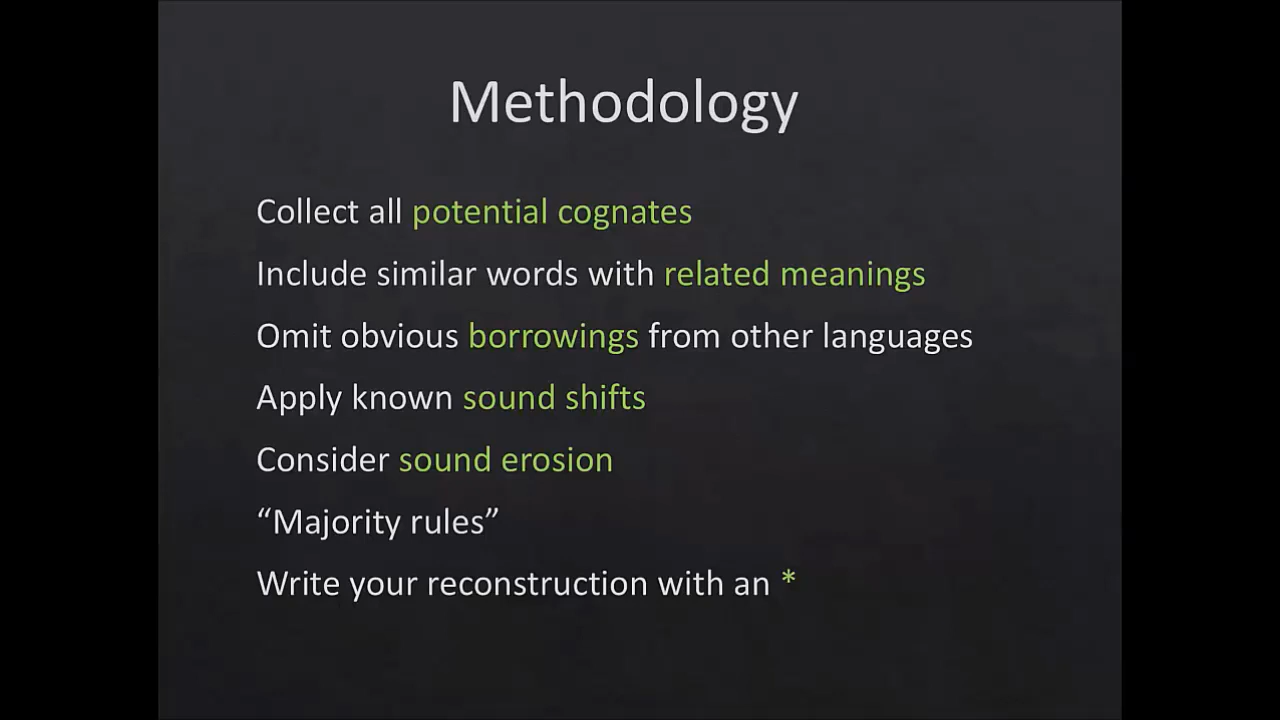 Methodology
Collect all potential cognates
Include similar words with related meanings
Omit obvious borrowings from other languages
Apply known sound shifts
Consider sound erosion
“Majority rules”
Write your reconstruction with an *